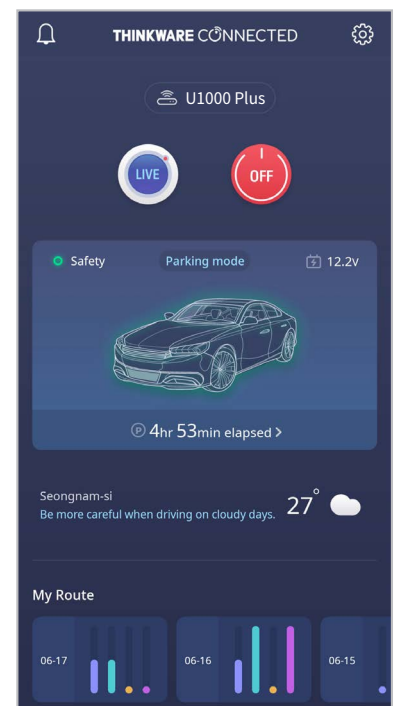 THINKWARE CONNECTED
U1000 Plus
LIVE
OFF
Safety
Parking mode
12.2v
P 4hr 53min elapsed >
Seongnam-si
Be more careful when driving on cloudy days.
27°
My Route
06-17
06-16
06-15